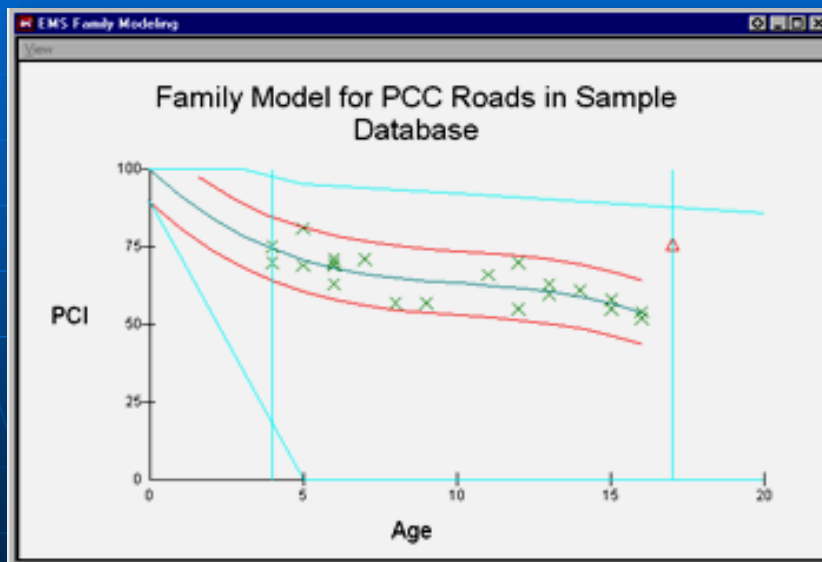 EMS Family Modeling
View
Family Model for PCC Roads in Sample
Database
100
75
PCI
50
25
0
0 5 10 15 20
Age